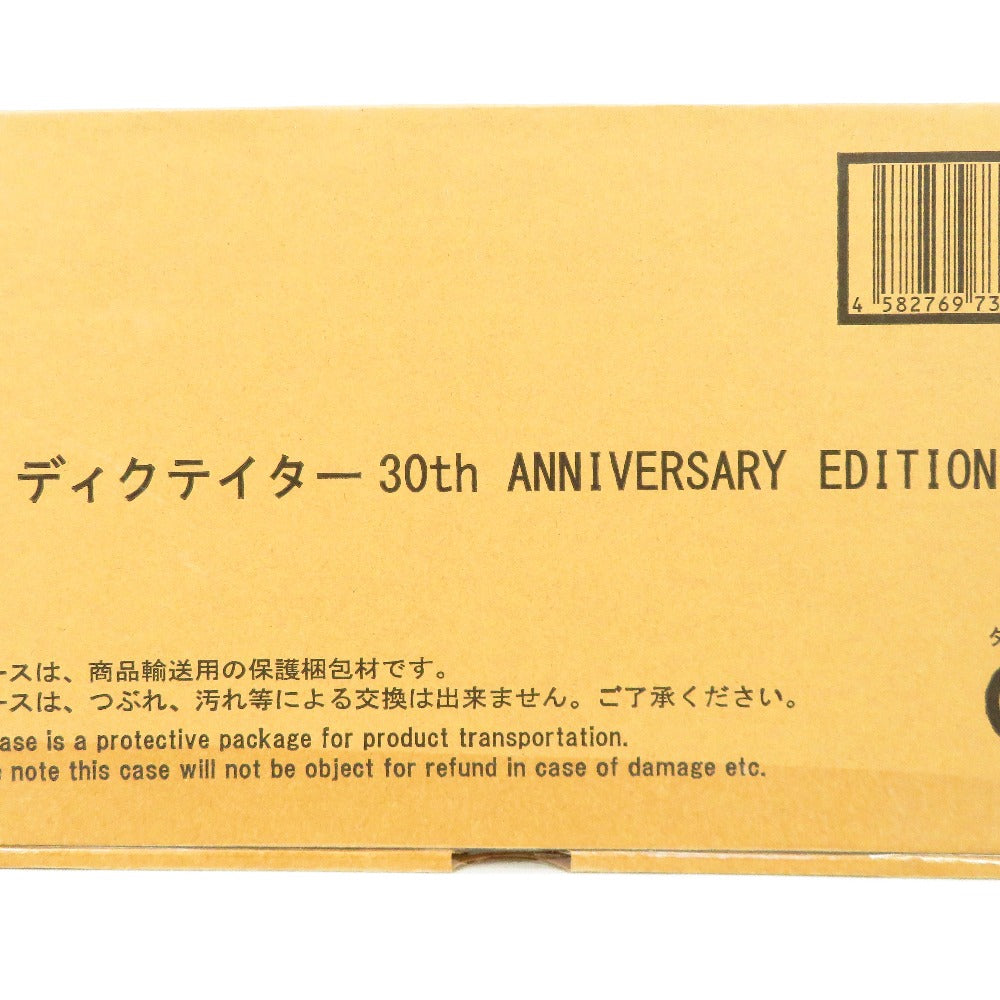 4 582769 73
ディクテイター 30th ANNIVERSARY EDITION
ースは、商品輸送用の保護梱包材です。
ースは、つぶれ、汚れ等による交換は出来ません。ご了承ください。
ase is a protective package for product transportation.
e note this case will not be object for refund in case of damage etc.